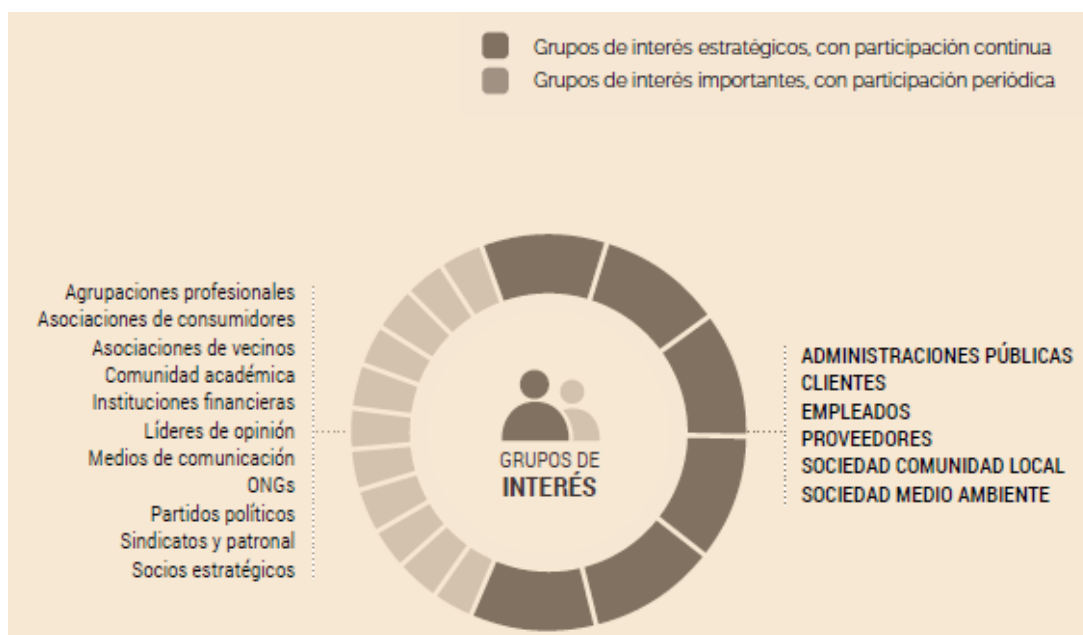 Grupos de interés estratégicos, con participación continua
Grupos de interés importantes, con participación periódica
Agrupaciones profesionales
Asociaciones de consumidores
Asociaciones de vecinos
Comunidad académica
Instituciones financieras
Líderes de opinión
Medios de comunicación
ONGs
Partidos políticos
Sindicatos y patronal
Socios estratégicos
GRUPOS DE
INTERÉS
ADMINISTRACIONES PÚBLICAS
CLIENTES
EMPLEADOS
PROVEEDORES
SOCIEDAD COMUNIDAD LOCAL
SOCIEDAD MEDIO AMBIENTE